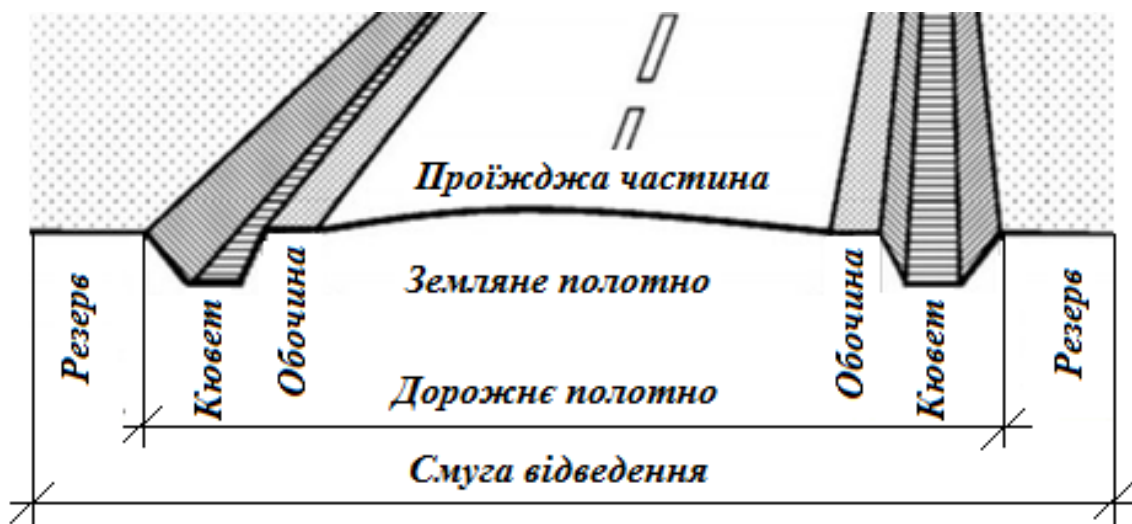 Проїжджа частина
Земляне полотно
Резерв
Кювет
Обочина
Обочина
Кювет
Резерв
Дорожнє полотно
Смуга відведення